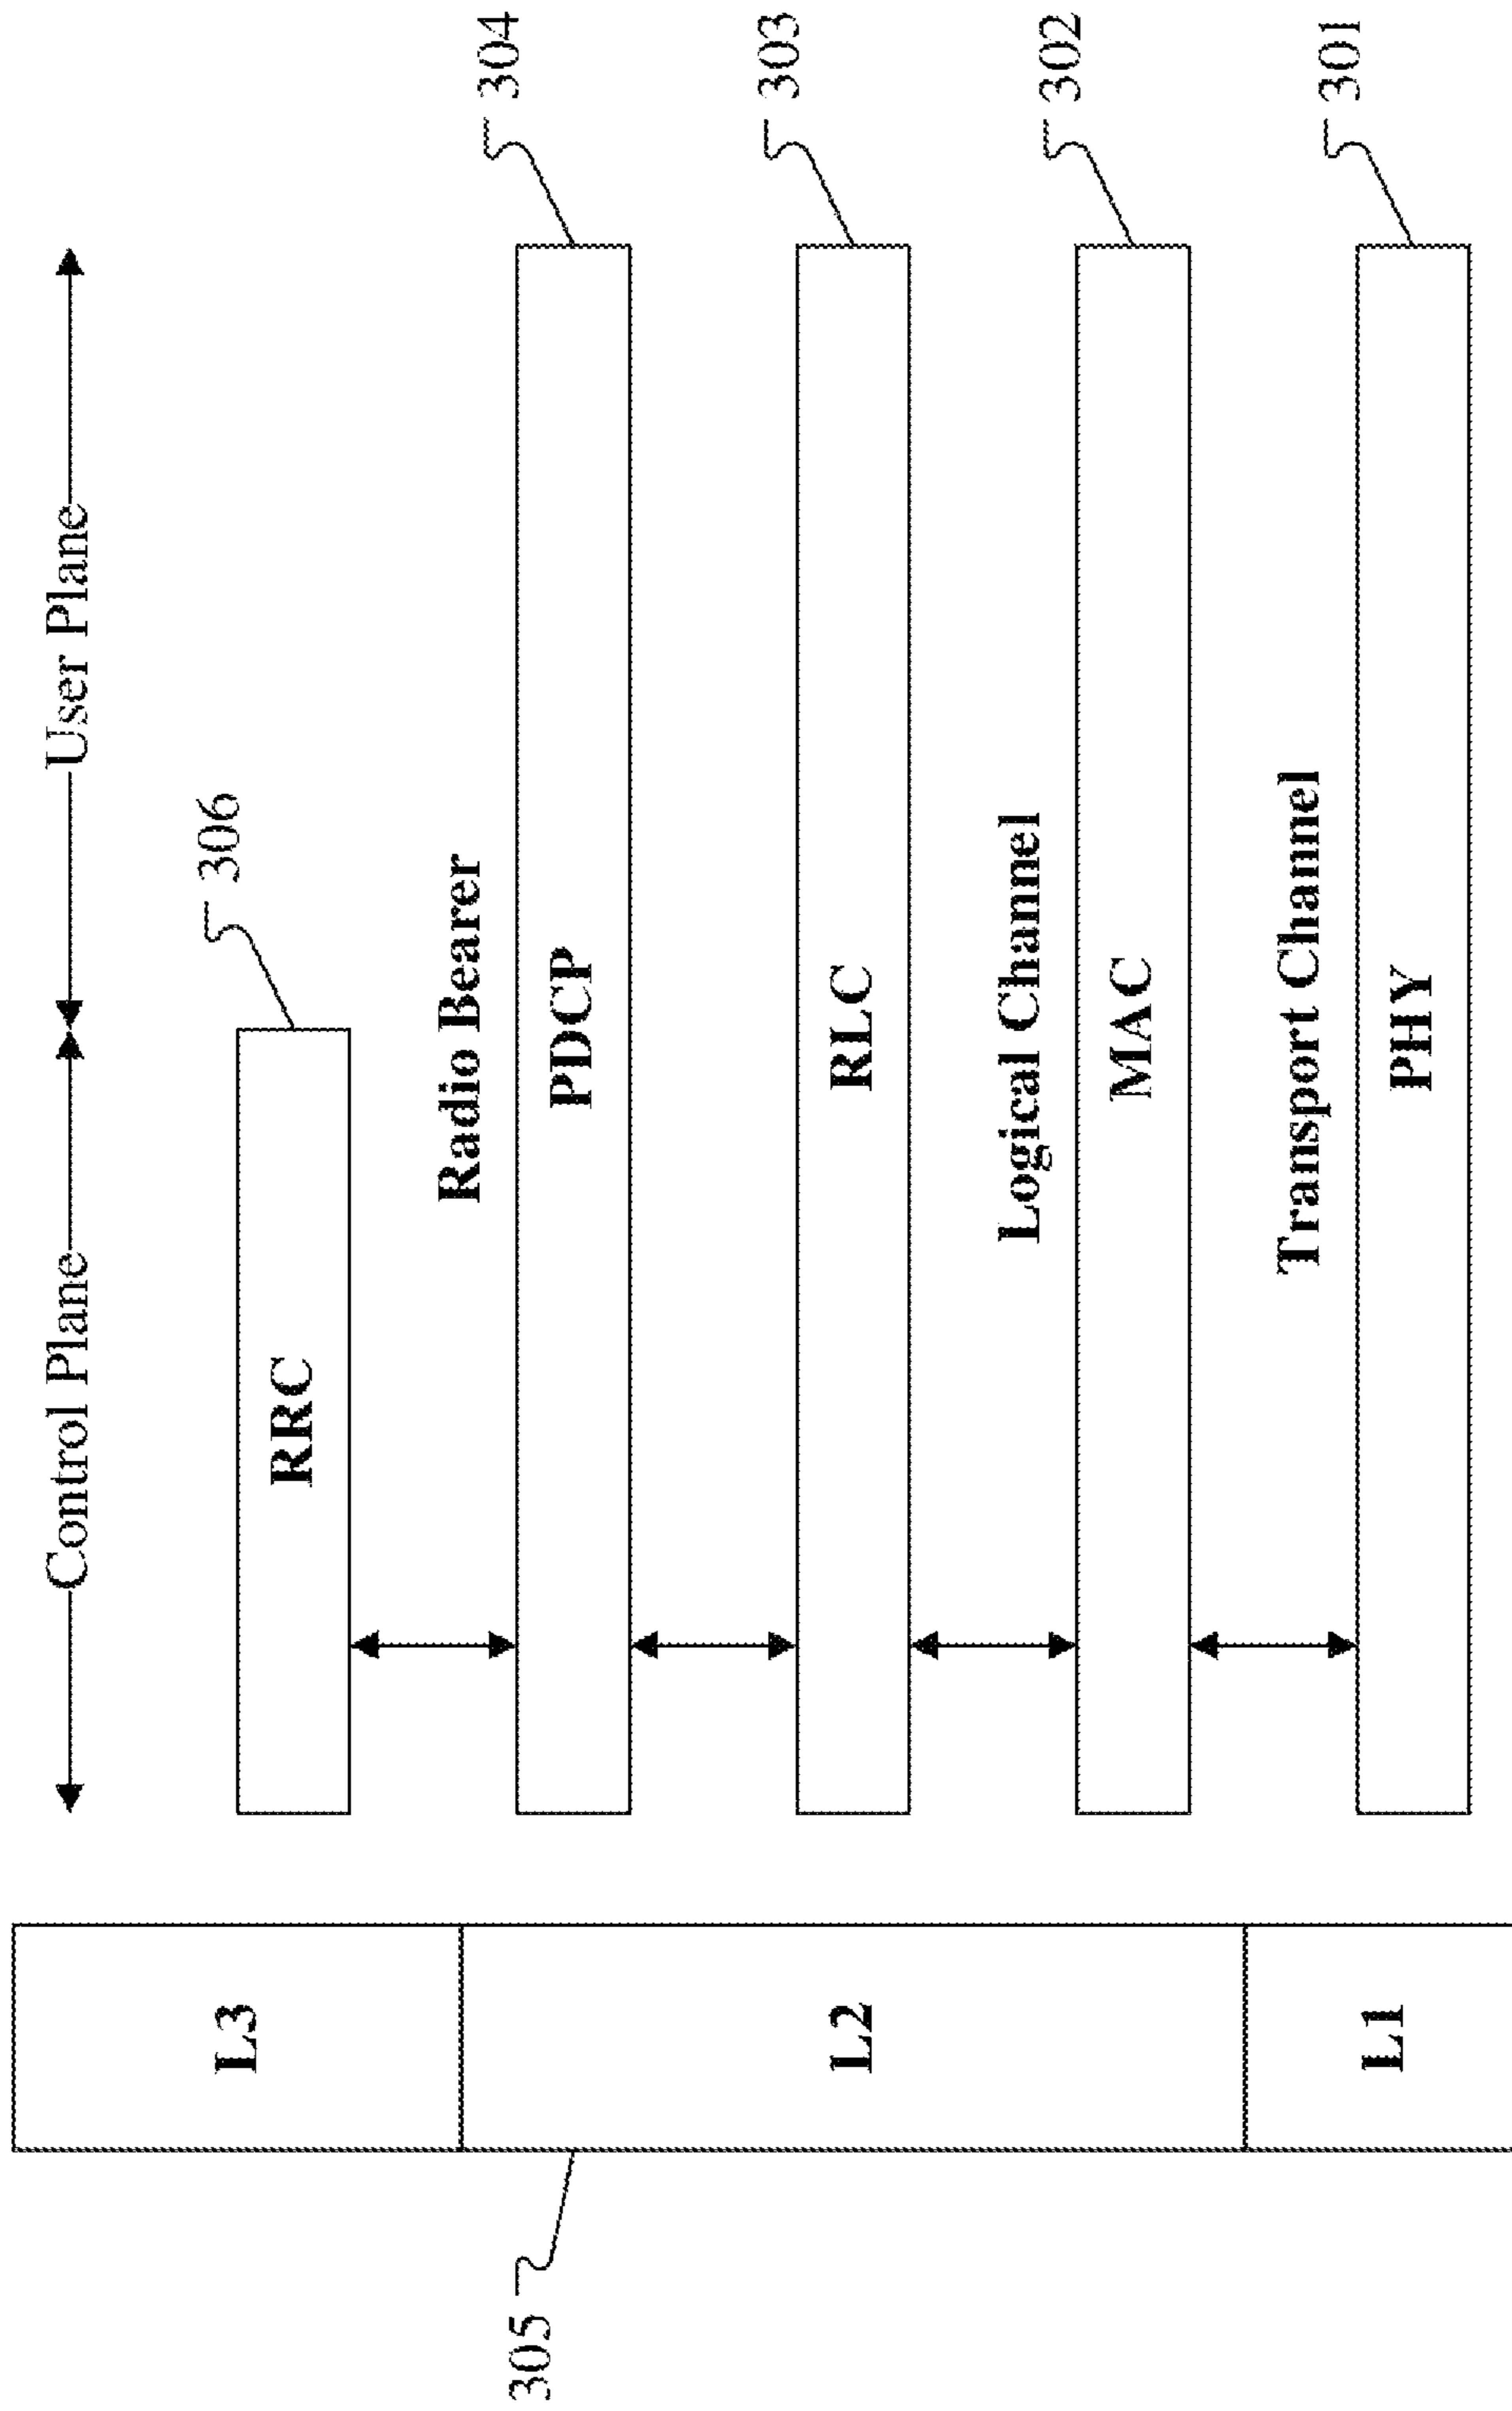 Control Plane
User Plane
L3
RRC
306
Radio Bearer
305
L2
PDCP
304
RLC
303
Logical Channel
MAC
302
Transport Channel
L1
PHY
301